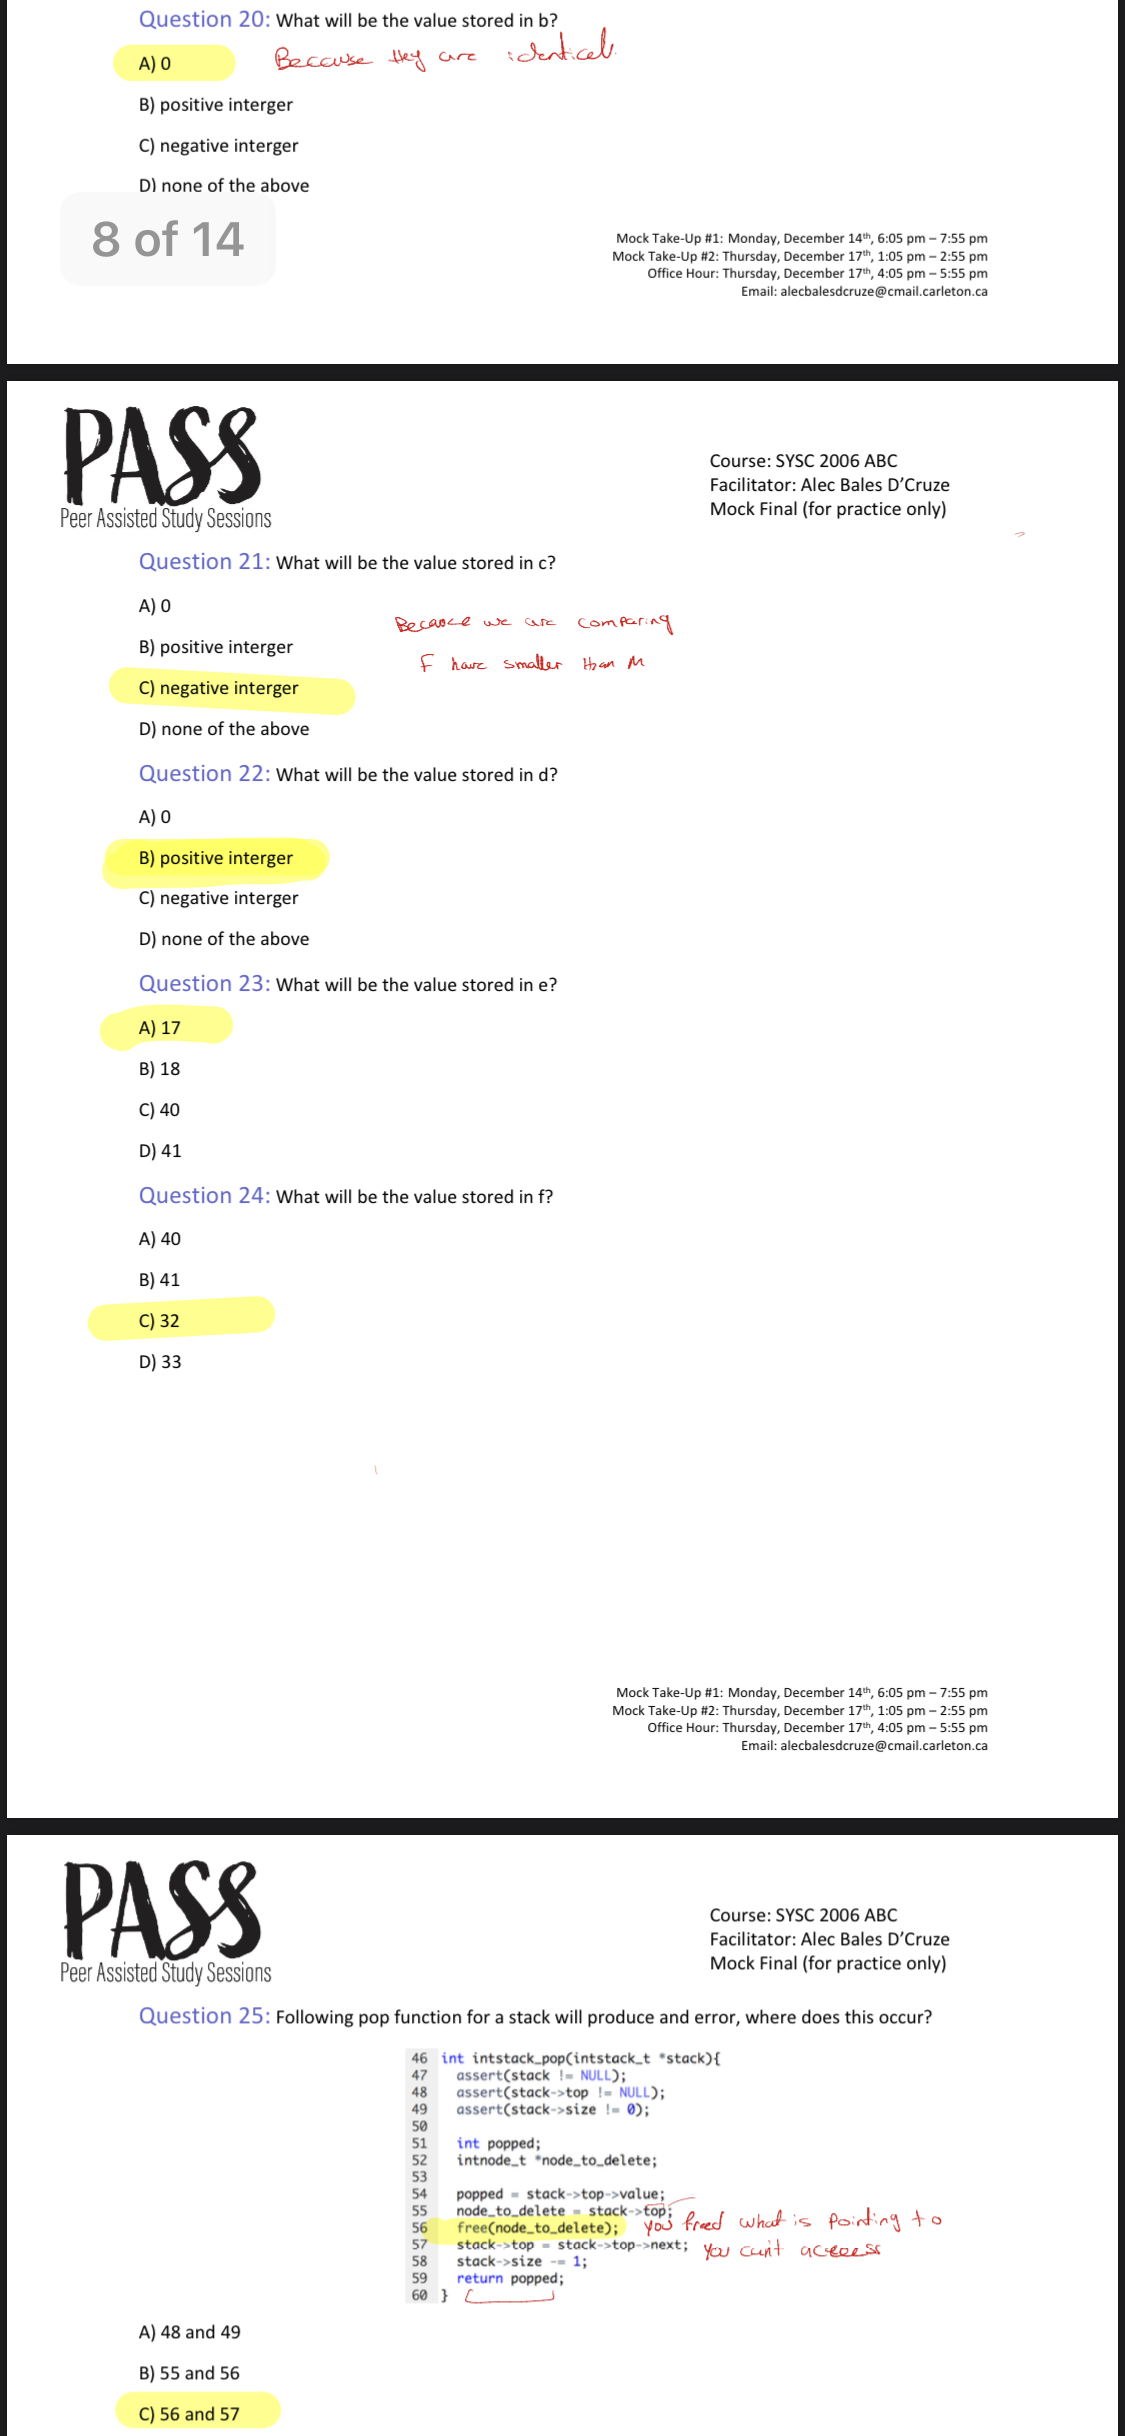 Question 20: What will be the value stored in b?
A) 0 Because they are identical.
B) positive interger
C) negative interger
D) none of the above
8 of 14
Mock Take-Up #1: Monday, December 14th, 6:05 pm – 7:55 pm
Mock Take-Up #2: Thursday, December 17th, 1:05 pm – 2:55 pm
Office Hour: Thursday, December 17th, 4:05 pm – 5:55 pm
Email: alecbalesdcruze@cmail.carleton.ca
PASS
Peer Assisted Study Sessions
Course: SYSC 2006 ABC
Facilitator: Alec Bales D'Cruze
Mock Final (for practice only)
Question 21: What will be the value stored in c?
A) 0
Because we are comparing
B) positive interger
F have smaller than M
C) negative interger
D) none of the above
Question 22: What will be the value stored in d?
A) 0
B) positive interger
C) negative interger
D) none of the above
Question 23: What will be the value stored in e?
A) 17
B) 18
C) 40
D) 41
Question 24: What will be the value stored in f?
A) 40
B) 41
C) 32
D) 33
Mock Take-Up #1: Monday, December 14th, 6:05 pm – 7:55 pm
Mock Take-Up #2: Thursday, December 17th, 1:05 pm – 2:55 pm
Office Hour: Thursday, December 17th, 4:05 pm – 5:55 pm
Email: alecbalesdcruze@cmail.carleton.ca
PASS
Peer Assisted Study Sessions
Course: SYSC 2006 ABC
Facilitator: Alec Bales D'Cruze
Mock Final (for practice only)
Question 25: Following pop function for a stack will produce and error, where does this occur?
46 int intstack_pop(intstack_t *stack){
47 assert(stack != NULL);
48 assert(stack->top != NULL);
49 assert(stack->size != 0);
50
51 int popped;
52 intnode_t *node_to_delete;
53
54 popped = stack->top->value;
55 node_to_delete = stack->top;
56 free(node_to_delete); you freed what is pointing to
57 stack->top = stack->top->next; you can't acceess
58 stack->size -= 1;
59 return popped;
60 }
A) 48 and 49
B) 55 and 56
C) 56 and 57